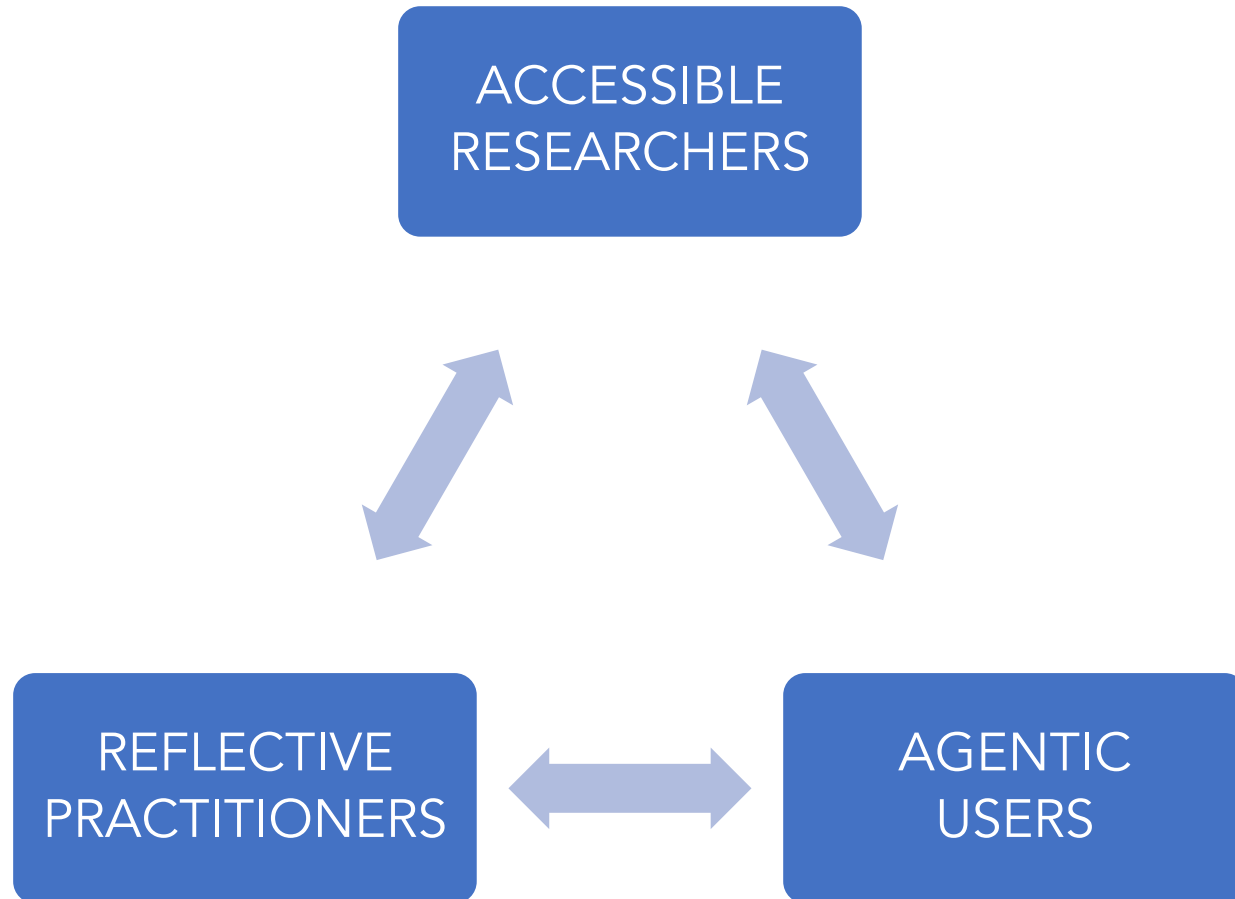 ACCESSIBLE
RESEARCHERS
REFLECTIVE
PRACTITIONERS
AGENTIC
USERS